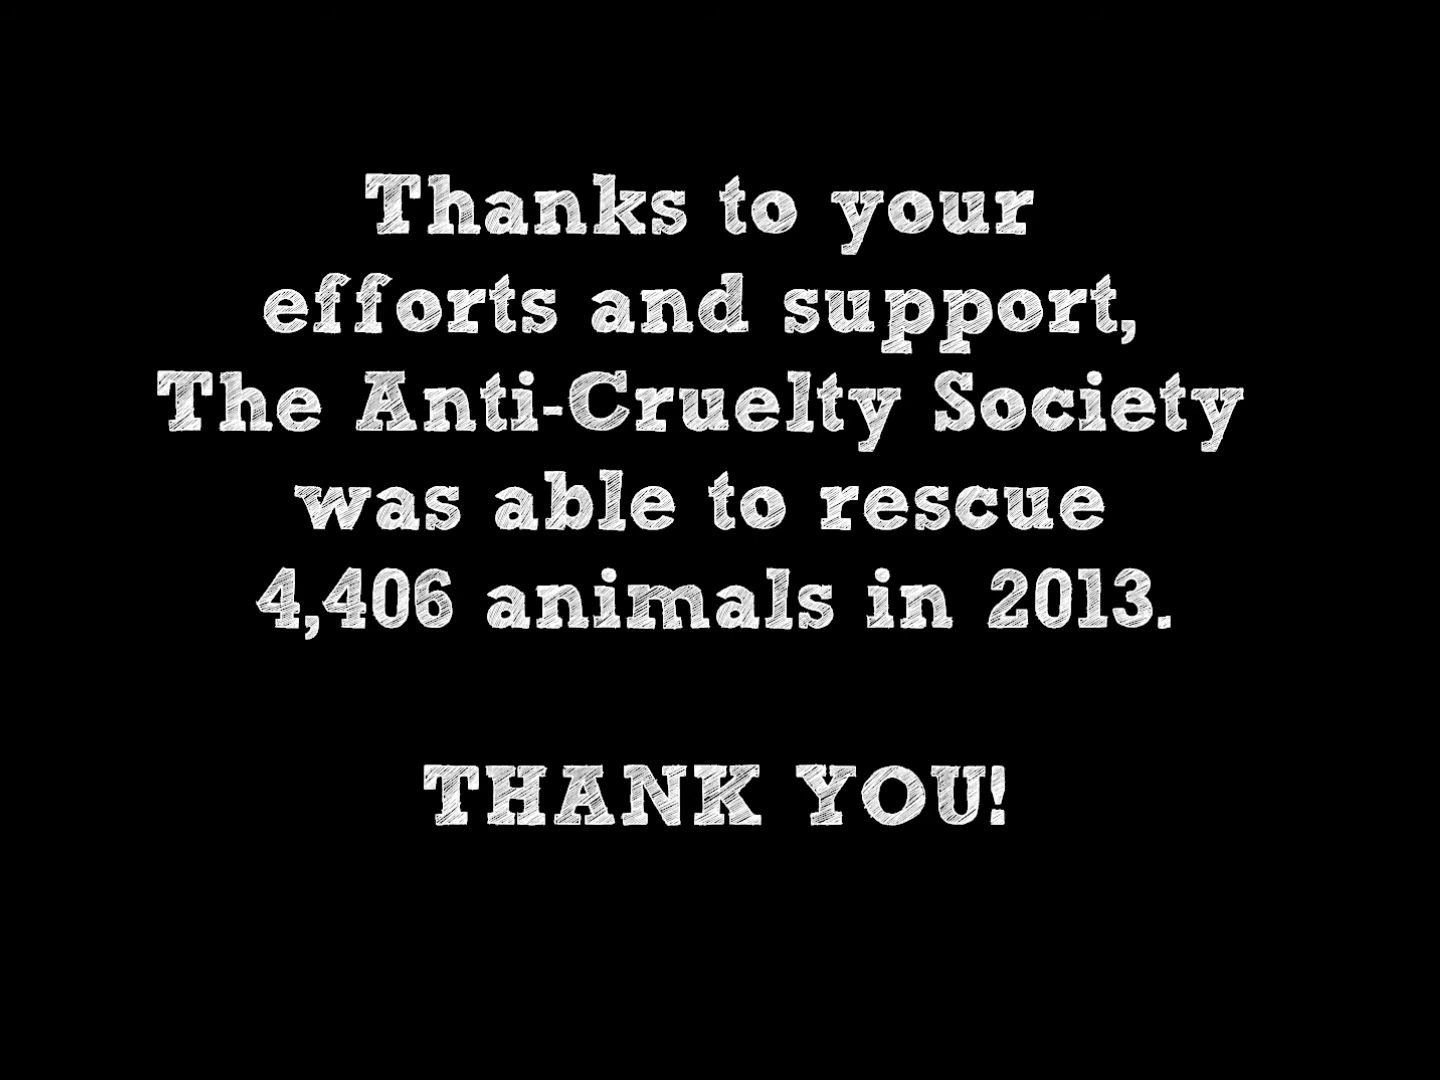 Thanks to your
efforts and support,
The Anti-Cruelty Society
was able to rescue
4,406 animals in 2013.
THANK YOU!